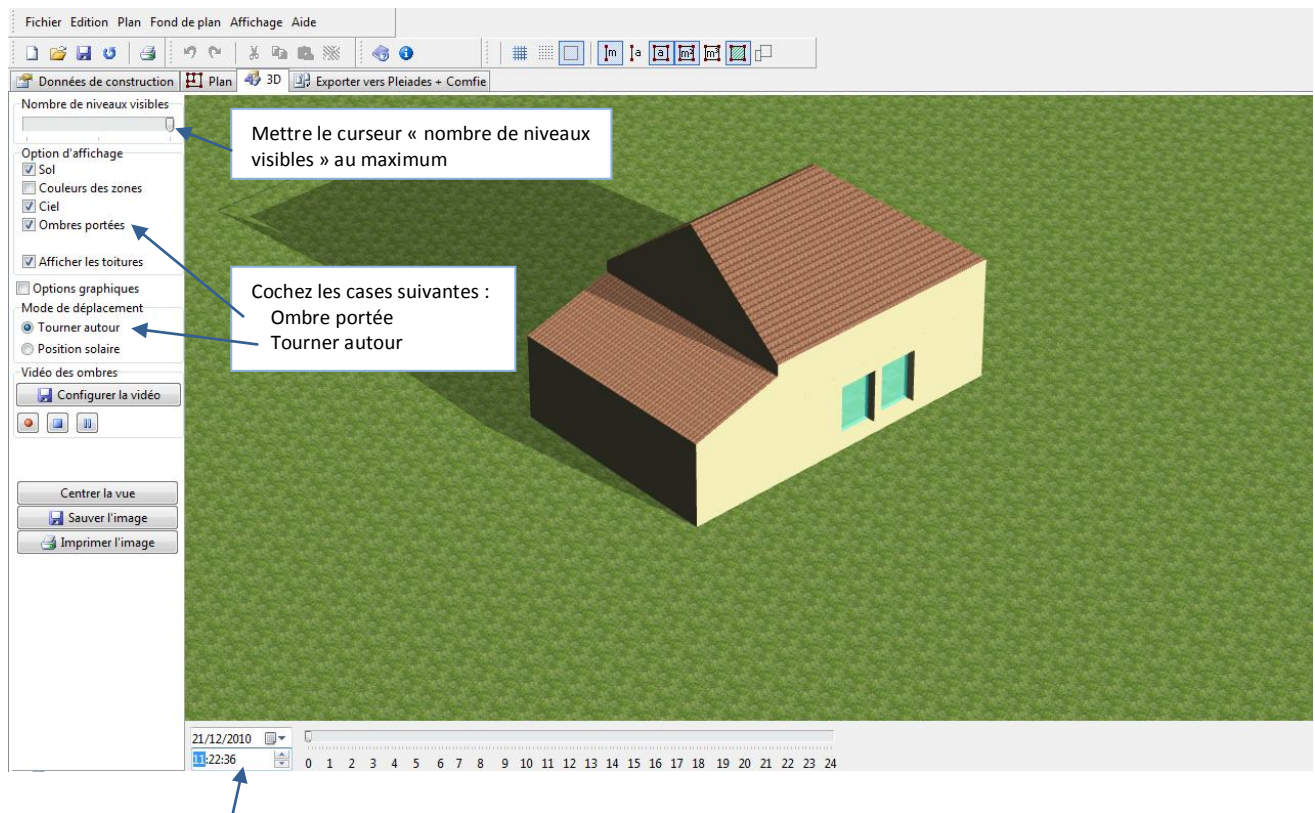 Fichier Edition Plan Fond de plan Affichage Aide
m a a m² m³
Données de construction Plan 3D Exporter vers Pleiades + Comfie
Nombre de niveaux visibles
Mettre le curseur « nombre de niveaux
visibles » au maximum
Option d'affichage
Sol
Couleurs des zones
Ciel
Ombres portées
Afficher les toitures
Cochez les cases suivantes :
Ombre portée
Tourner autour
Options graphiques
Mode de déplacement
Tourner autour
Position solaire
Vidéo des ombres
Configurer la vidéo
Centrer la vue
Sauver l'image
Imprimer l'image
21/12/2010
11:22:36
0 1 2 3 4 5 6 7 8 9 10 11 12 13 14 15 16 17 18 19 20 21 22 23 24